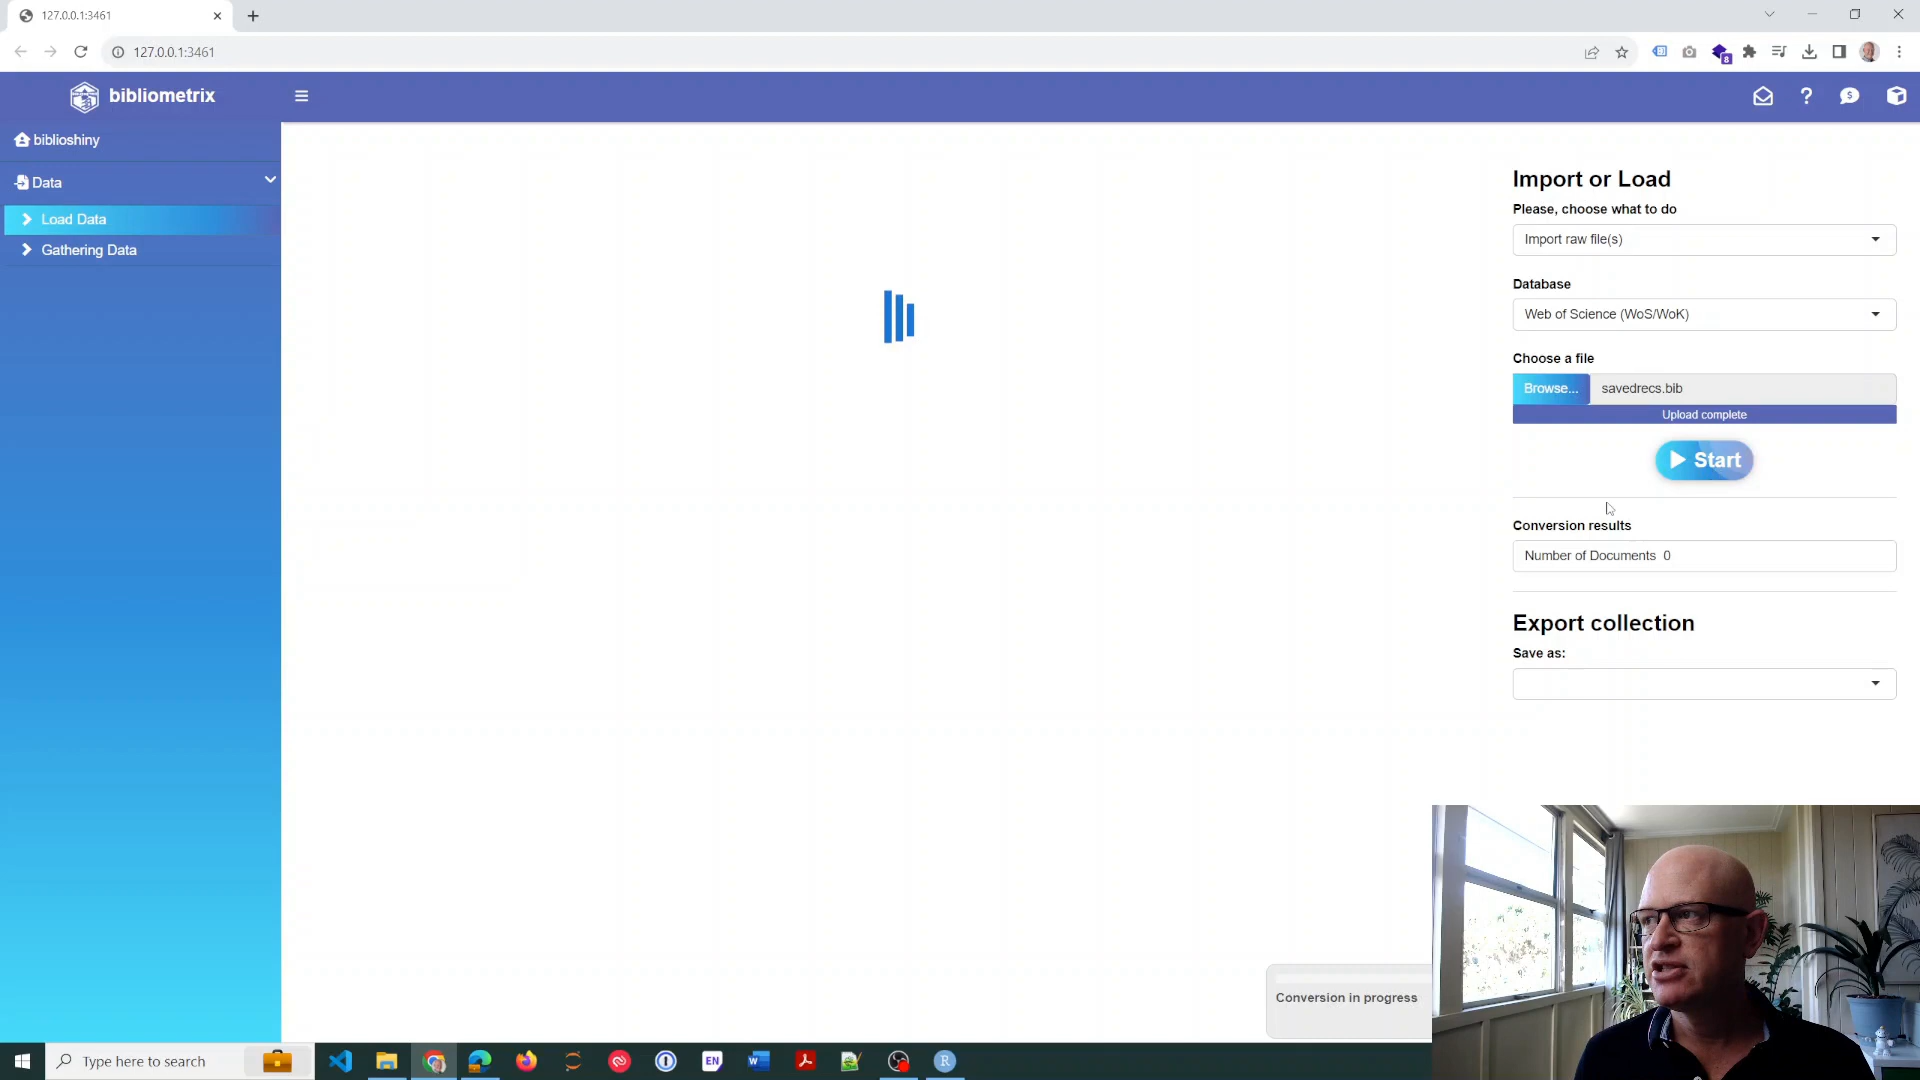 127.0.0.1:3461
127.0.0.1:3461
8
bibliometrix
biblioshiny
Data
Load Data
Gathering Data
Import or Load
Please, choose what to do
Import raw file(s)
Database
Web of Science (WoS/WoK)
Choose a file
Browse...
savedrecs.bib
Upload complete
Start
Conversion results
Number of Documents 0
Export collection
Save as:
Conversion in progress
Type here to search
EN